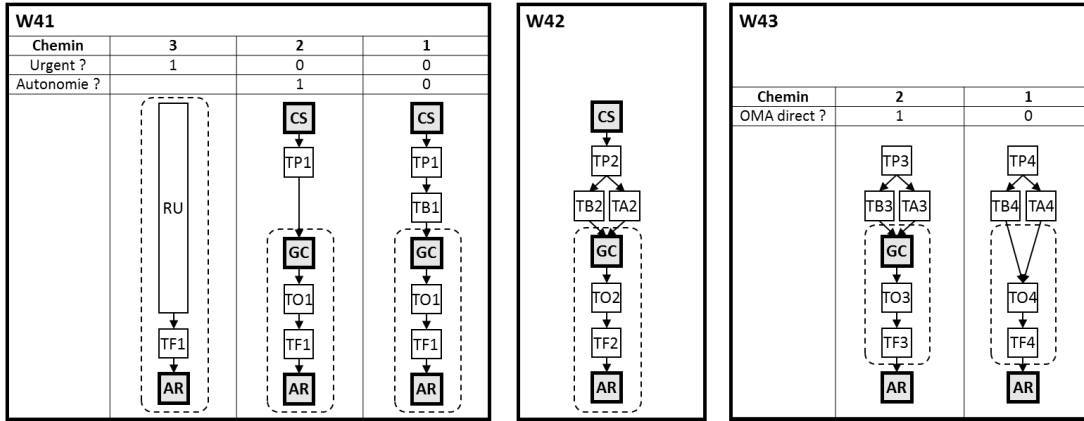 W41
Chemin 3 2 1
Urgent ? 1 0 0
Autonomie ? 1 0
CS CS
TP1 TP1
RU
TB1
GC GC
TO1 TO1
TF1 TF1 TF1
AR AR AR
W42
CS
TP2
TB2 TA2
GC
TO2
TF2
AR
W43
Chemin 2 1
OMA direct ? 1 0
TP3 TP4
TB3 TA3 TB4 TA4
GC
TO3 TO4
TF3 TF4
AR AR